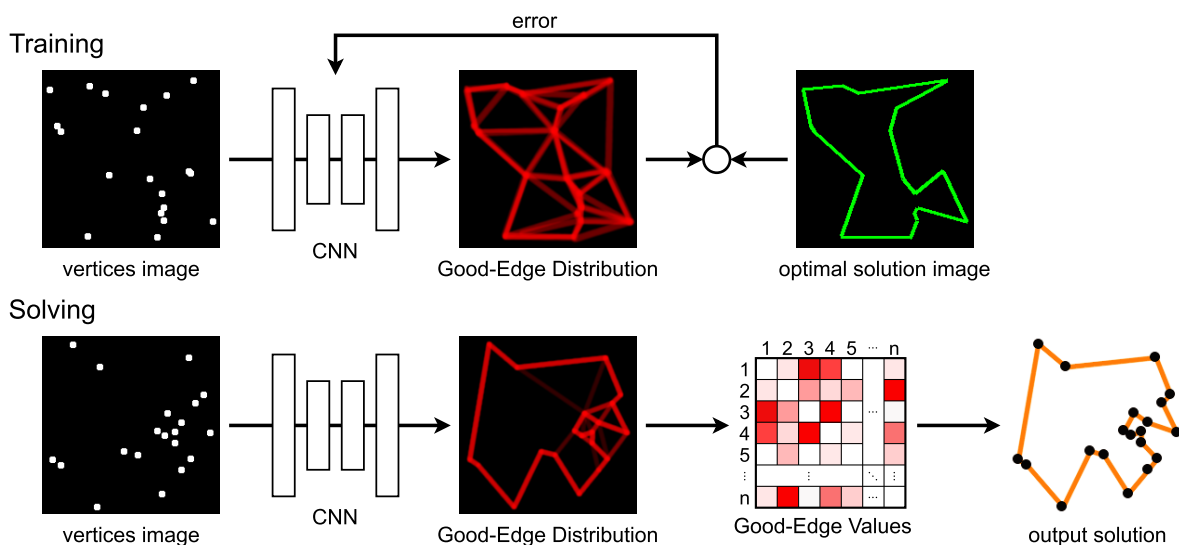 error
Training
CNN
vertices image
Good-Edge Distribution
optimal solution image
Solving
1 2 3 4 5 ··· n
1
2
3 ···
4
5
⋮ ⋮ ⋱ ⋮
n ···
CNN
vertices image
Good-Edge Distribution
Good-Edge Values
output solution